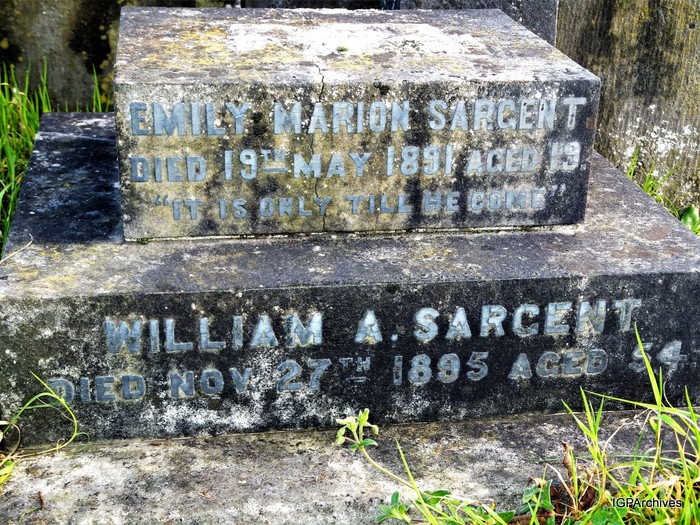 EMILY MARION SARGENT
DIED 19TH MAY 1891 AGED 19
"IT IS ONLY TILL HE COME"
WILLIAM A. SARGENT
DIED NOV 27TH 1895 AGED 54
IGPArchives